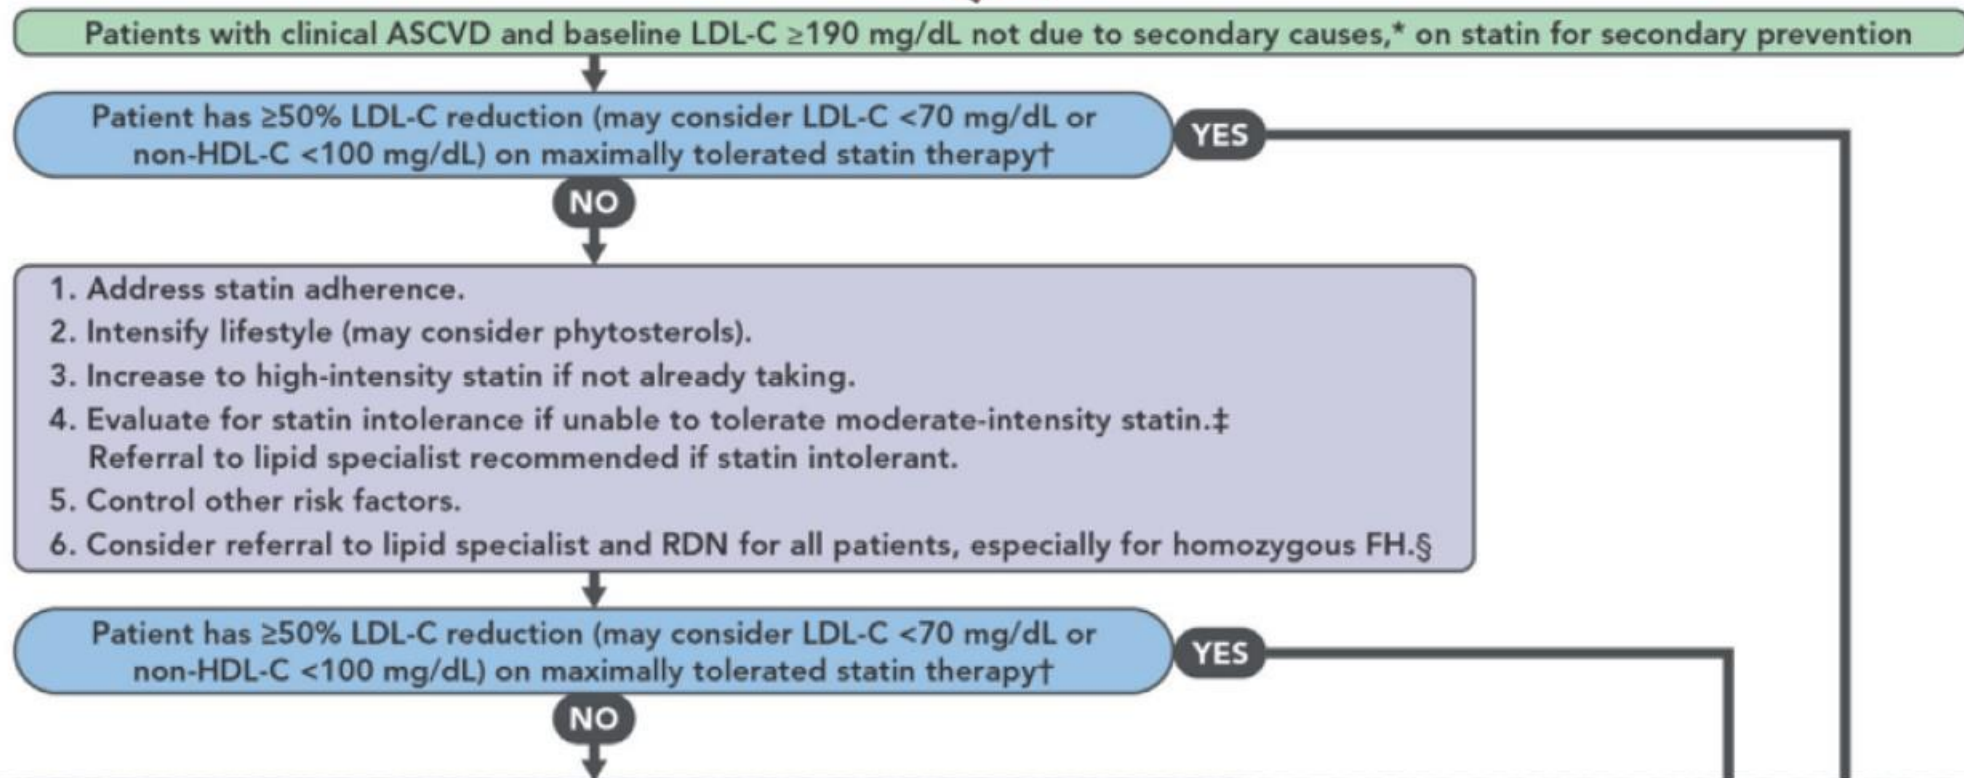 Patients with clinical ASCVD and baseline LDL-C ≥190 mg/dL not due to secondary causes,* on statin for secondary prevention
Patient has ≥50% LDL-C reduction (may consider LDL-C <70 mg/dL or
non-HDL-C <100 mg/dL) on maximally tolerated statin therapy†
YES
NO
1. Address statin adherence.
2. Intensify lifestyle (may consider phytosterols).
3. Increase to high-intensity statin if not already taking.
4. Evaluate for statin intolerance if unable to tolerate moderate-intensity statin.‡
Referral to lipid specialist recommended if statin intolerant.
5. Control other risk factors.
6. Consider referral to lipid specialist and RDN for all patients, especially for homozygous FH.§
Patient has ≥50% LDL-C reduction (may consider LDL-C <70 mg/dL or
non-HDL-C <100 mg/dL) on maximally tolerated statin therapy†
YES
NO